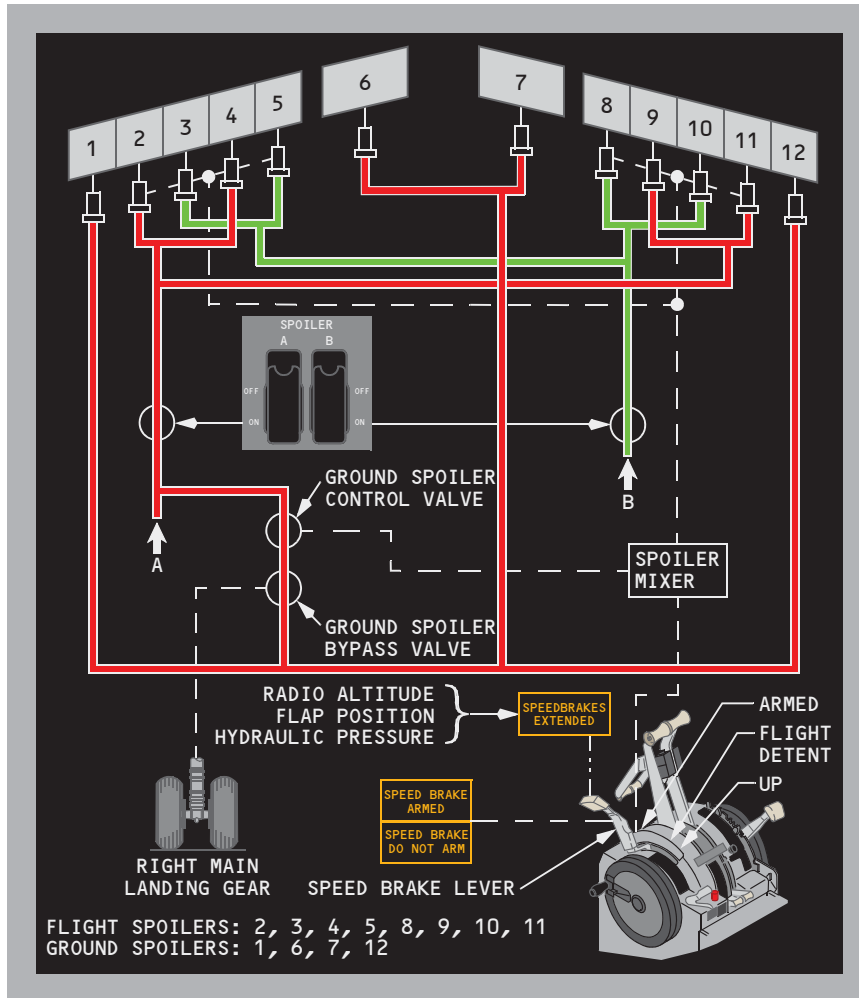 1
2
3
4
5
6
7
8
9
10
11
12
SPOILER
A B
OFF OFF
ON ON
GROUND SPOILER
CONTROL VALVE
B
A
SPOILER
MIXER
GROUND SPOILER
BYPASS VALVE
RADIO ALTITUDE
FLAP POSITION
HYDRAULIC PRESSURE
SPEEDBRAKES
EXTENDED
ARMED
FLIGHT
DETENT
UP
SPEED BRAKE
ARMED
SPEED BRAKE
DO NOT ARM
RIGHT MAIN
LANDING GEAR
SPEED BRAKE LEVER
FLIGHT SPOILERS: 2, 3, 4, 5, 8, 9, 10, 11
GROUND SPOILERS: 1, 6, 7, 12